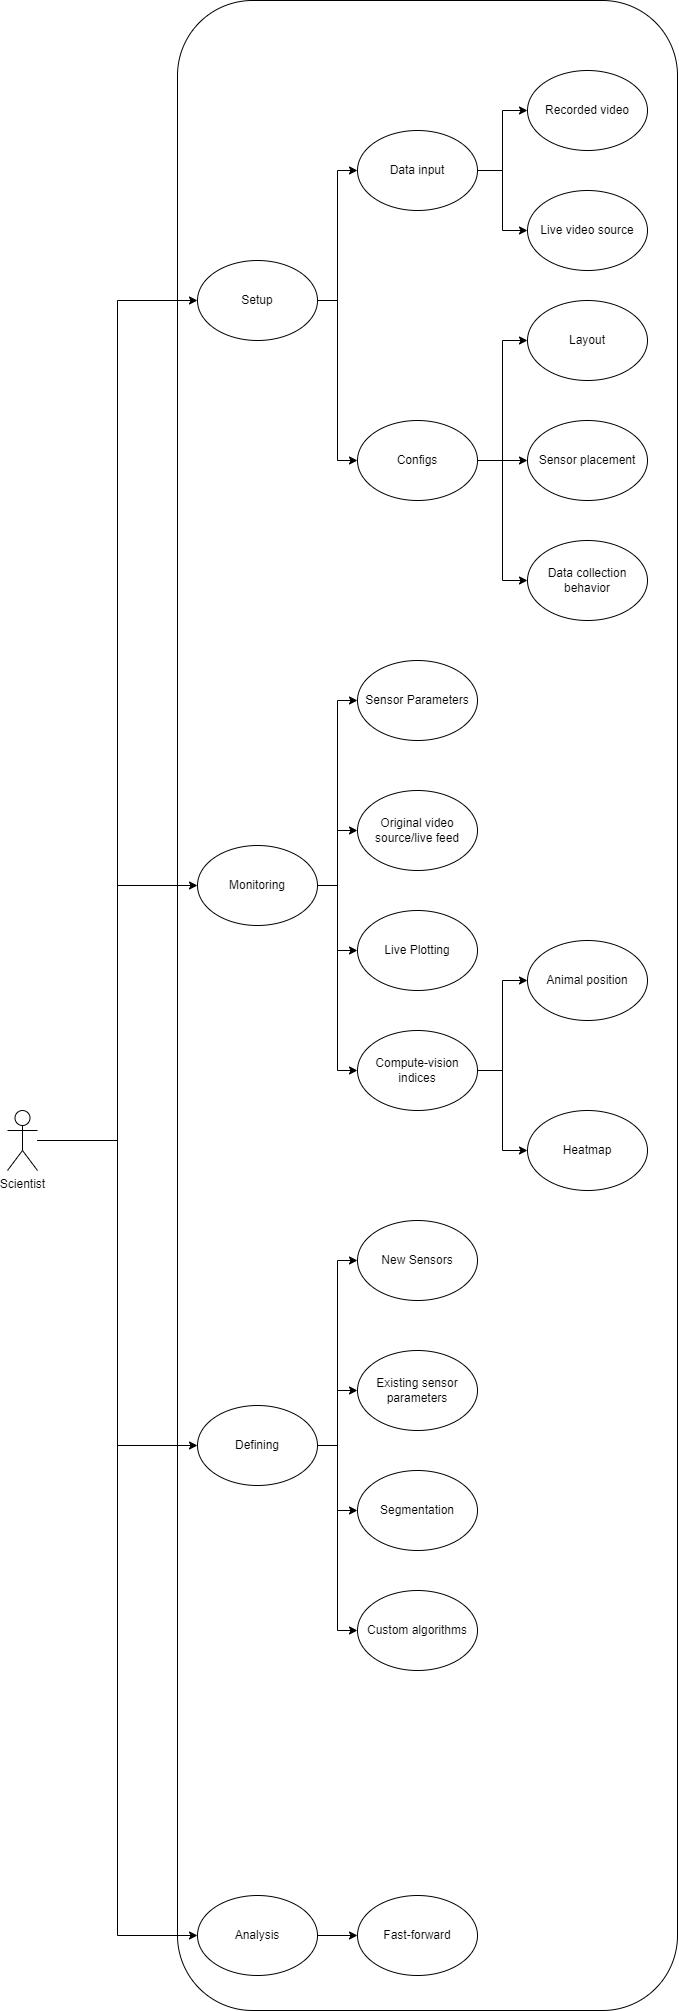 Recorded video
Data input
Live video source
Setup
Layout
Configs
Sensor placement
Data collection
behavior
Sensor Parameters
Original video
source/live feed
Monitoring
Live Plotting
Animal position
Compute-vision
indices
Heatmap
Scientist
New Sensors
Existing sensor
parameters
Defining
Segmentation
Custom algorithms
Analysis
Fast-forward